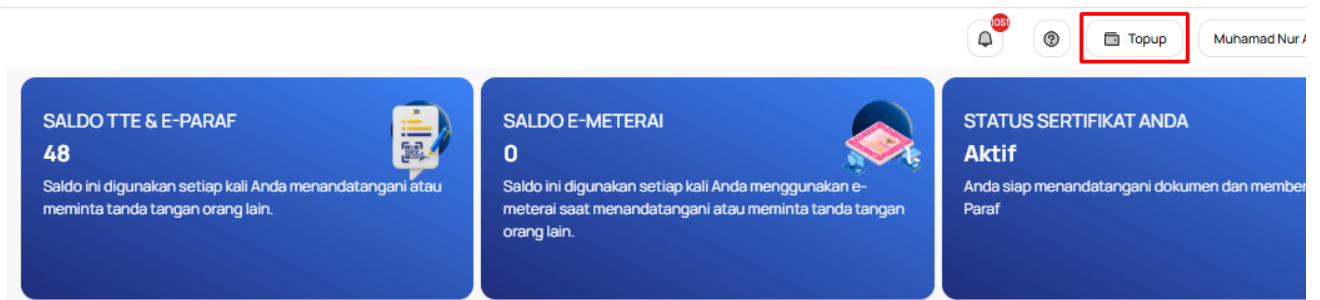 1051
Topup
Muhamad Nur
SALDO TTE & E-PARAF
48
Saldo ini digunakan setiap kali Anda menandatangani atau
meminta tanda tangan orang lain.
SALDO E-METERAI
0
Saldo ini digunakan setiap kali Anda menggunakan e-
meterai saat menandatangani atau meminta tanda tangan
orang lain.
STATUS SERTIFIKAT ANDA
Aktif
Anda siap menandatangani dokumen dan member
Paraf